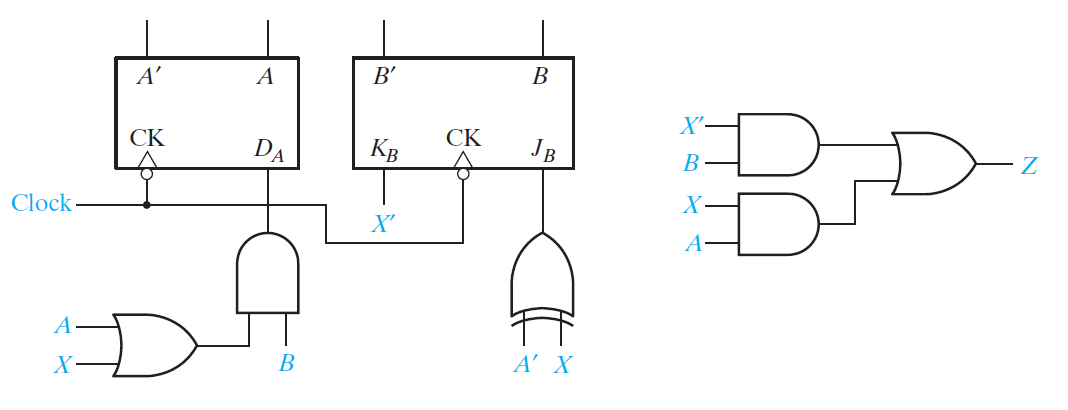 A′ A B′ B
CK D_A K_B CK J_B
Clock
X′
A
X
B
A′ X
X′
B
X
A
Z